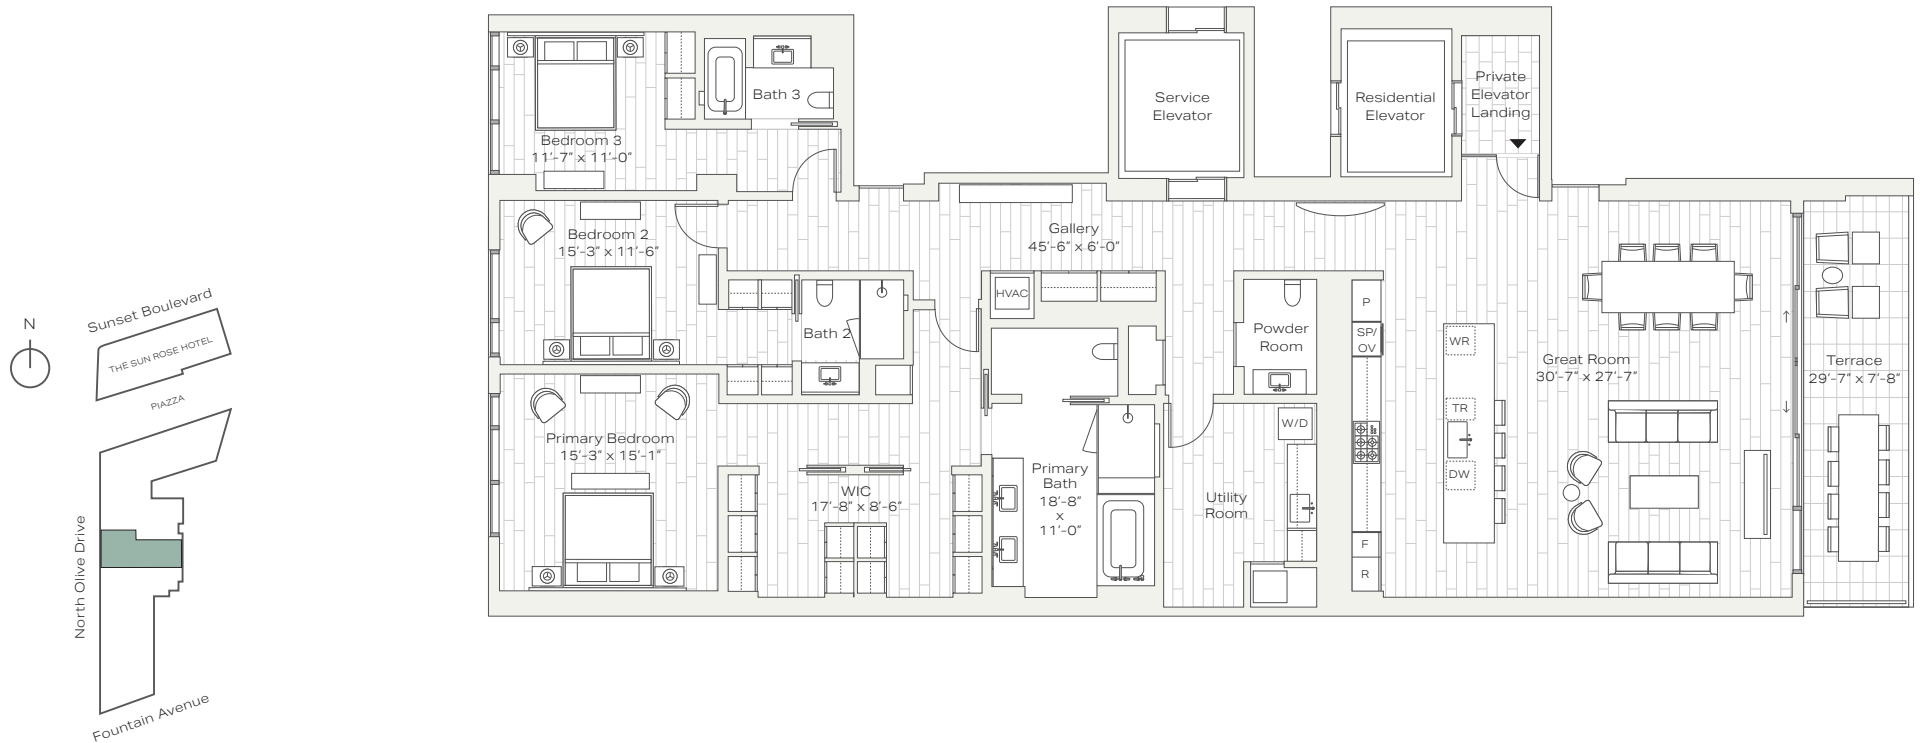 N
Sunset Boulevard
THE SUN ROSE HOTEL
PIAZZA
North Olive Drive
Fountain Avenue
Bedroom 3
11'-7" x 11'-0"
Bath 3
Service
Elevator
Residential
Elevator
Private
Elevator
Landing
Bedroom 2
15'-3" x 11'-6"
Gallery
45'-6" x 6'-0"
HVAC
Bath 2
Powder
Room
P
SP/
OV
WR
Great Room
30'-7" x 27'-7"
Terrace
29'-7" x 7'-8"
Primary Bedroom
15'-3" x 15'-1"
W/D
TR
DW
WIC
17'-8" x 8'-6"
Primary
Bath
18'-8"
x
11'-0"
Utility
Room
F
R